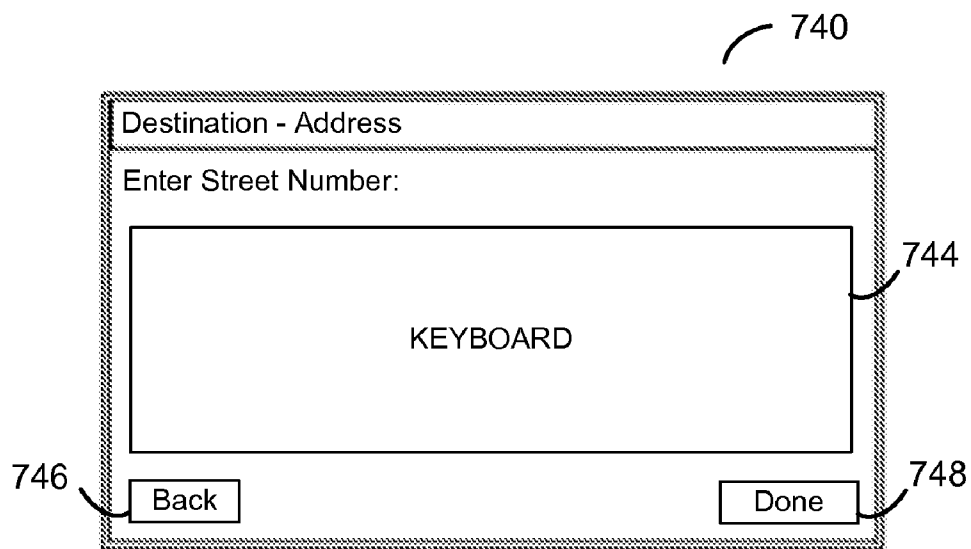 740
Destination - Address
Enter Street Number:
744
KEYBOARD
746
Back
Done
748